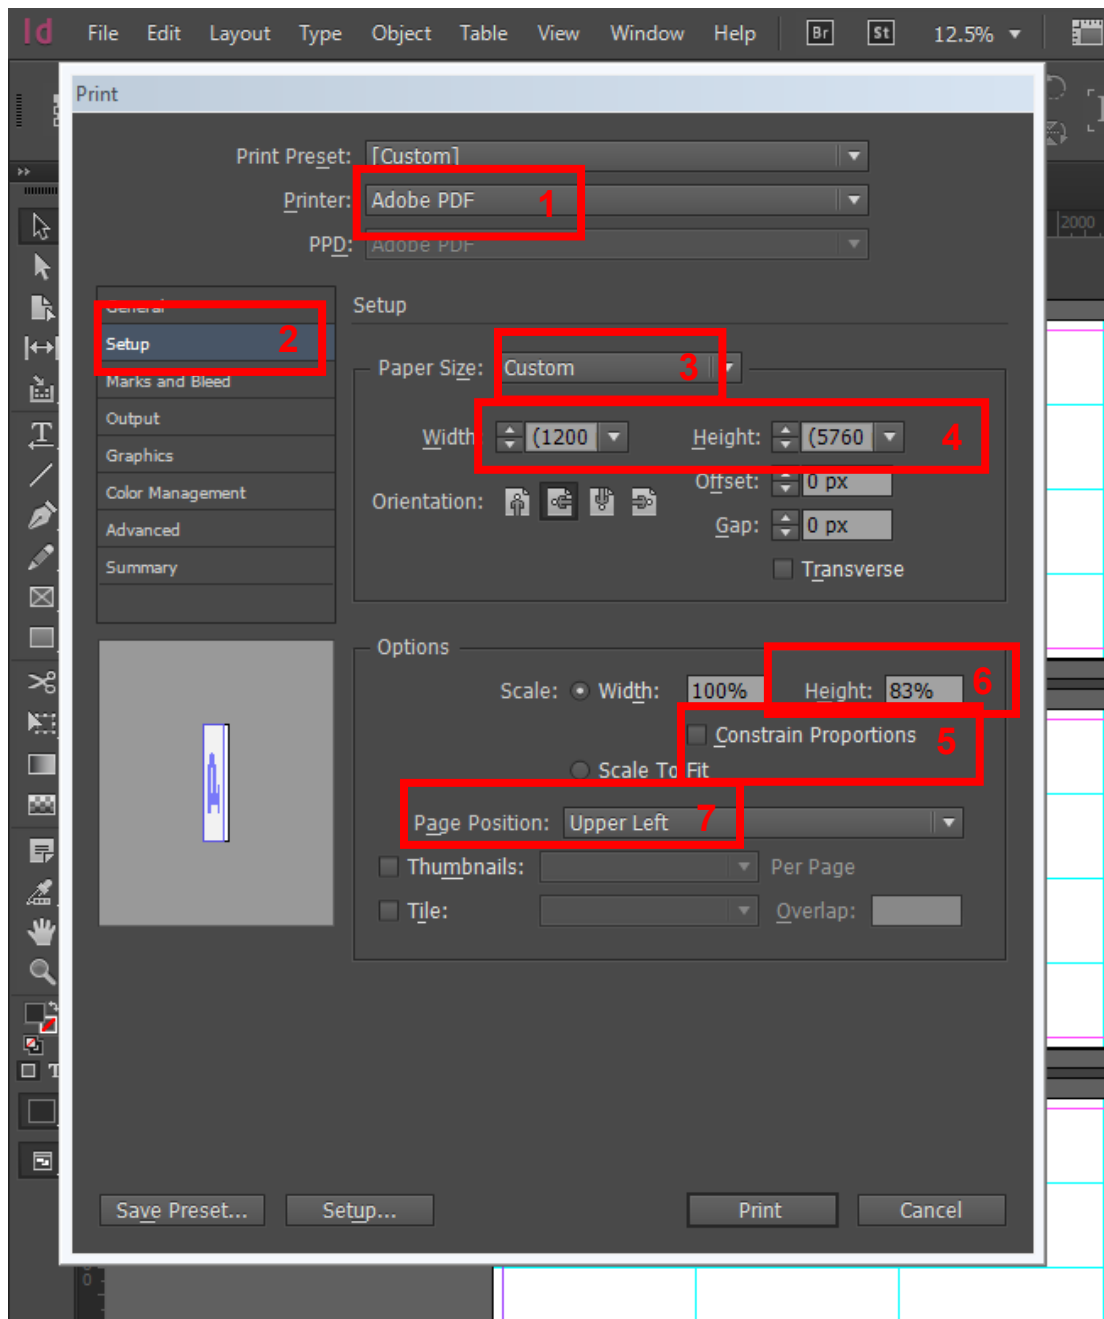 Id File Edit Layout Type Object Table View Window Help Br St 12.5%
Print
Print Preset: [Custom]
Printer: Adobe PDF 1
2000
PPD: Adobe PDF
General
Setup 2
Marks and Bleed
Output
Graphics
Color Management
Advanced
Summary
Setup
Paper Size: Custom 3
Width: (1200 Height: (5760 4
Orientation: Offset: 0 px
Gap: 0 px
Transverse
Options
Scale: Width: 100% Height: 83% 6
Constrain Proportions 5
Scale To Fit
Page Position: Upper Left 7
Thumbnails: Per Page
Tile: Overlap:
T
T
Save Preset... Setup... Print Cancel
0